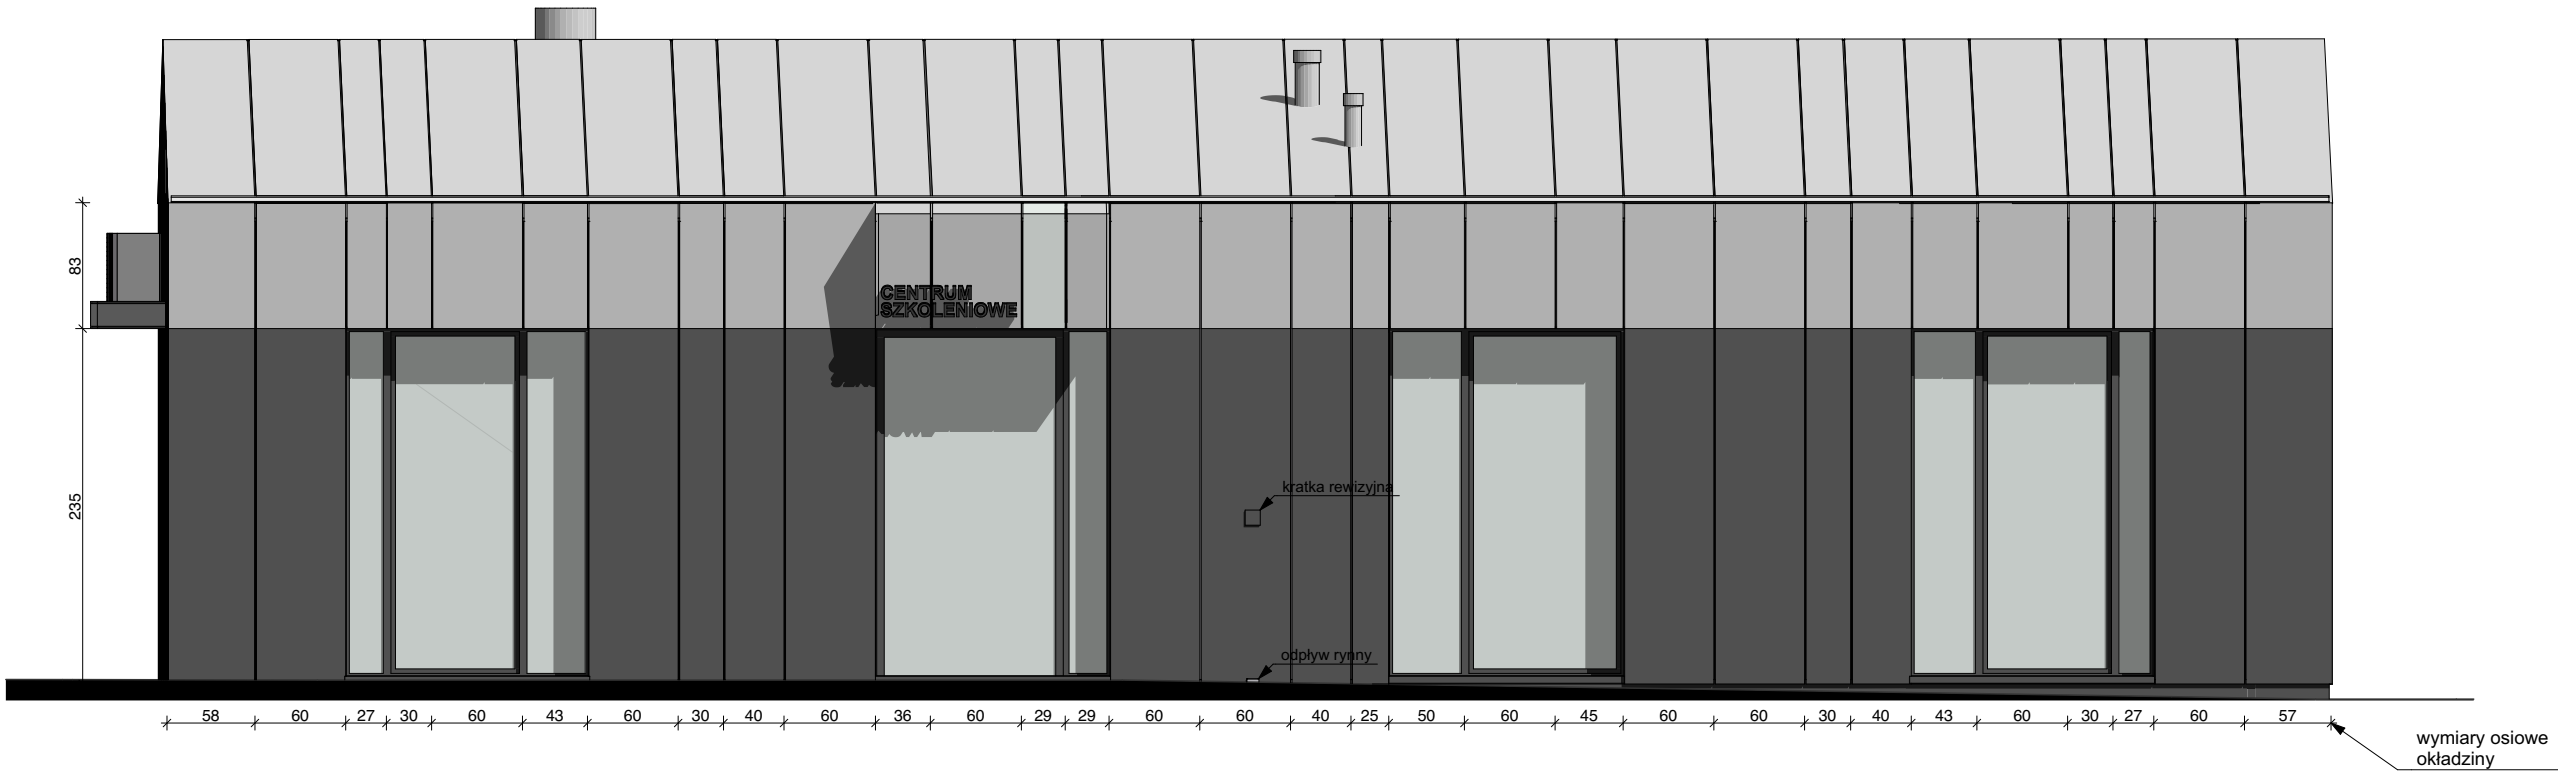 83
CENTRUM
SZKOLENIOWE
235
kratka rewizyjna
odpływ rynny
58 60 27 30 60 43 60 30 40 60 36 60 29 29 60 60 40 25 50 60 45 60 60 30 40 43 60 30 27 60 57
wymiary osiowe
okładziny